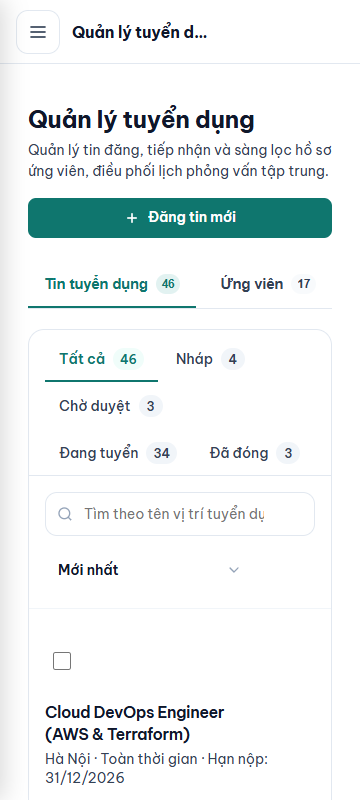 Quản lý tuyển d...
Quản lý tuyển dụng
Quản lý tin đăng, tiếp nhận và sàng lọc hồ sơ
ứng viên, điều phối lịch phỏng vấn tập trung.
+ Đăng tin mới
Tin tuyển dụng 46 Ứng viên 17
Tất cả 46 Nháp 4
Chờ duyệt 3
Đang tuyển 34 Đã đóng 3
Tìm theo tên vị trí tuyển dụ
Mới nhất
Cloud DevOps Engineer
(AWS & Terraform)
Hà Nội · Toàn thời gian · Hạn nộp:
31/12/2026